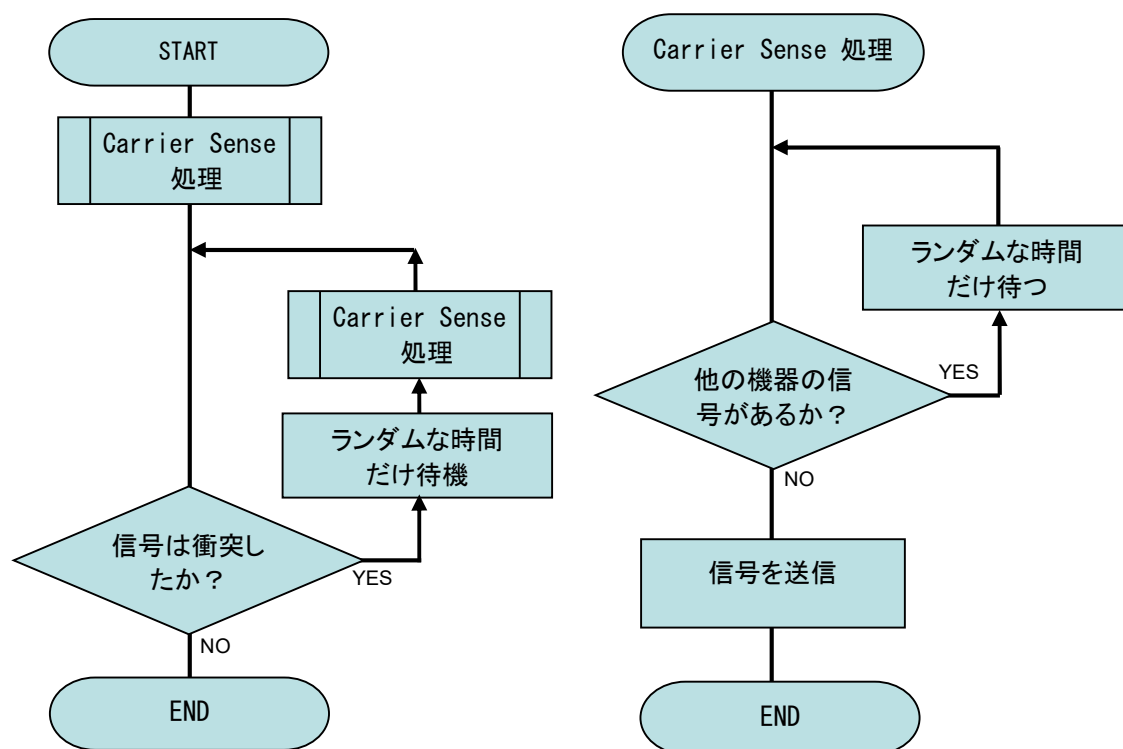 START
Carrier Sense
処理
Carrier Sense
処理
ランダムな時間
だけ待機
信号は衝突し
たか？
YES
NO
END
Carrier Sense 処理
ランダムな時間
だけ待つ
他の機器の信
号があるか？
YES
NO
信号を送信
END